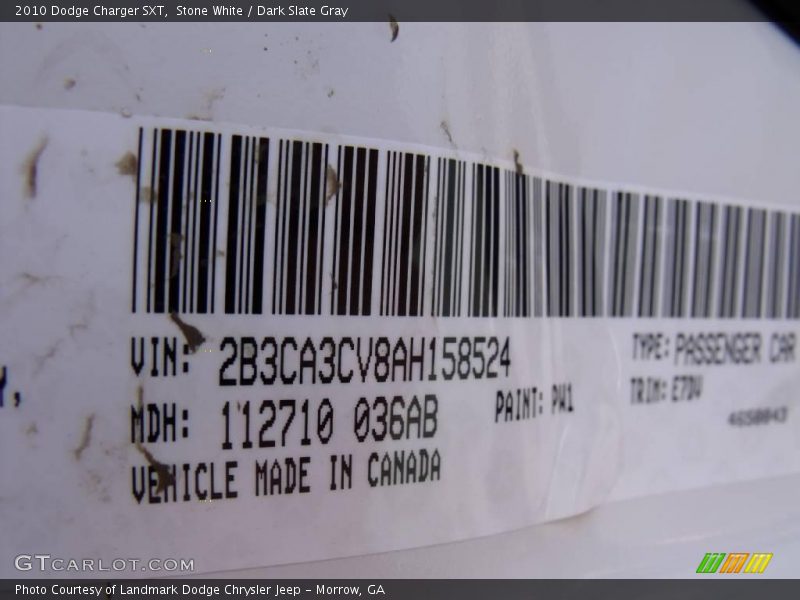 2010 Dodge Charger SXT,  Stone White / Dark Slate Gray
VIN: 2B3CA3CV8AH158524
TYPE: PASSENGER CAR
Y,
MDH: 112710 036AB
PAINT: PW1
TRIM: E7DV
VEHICLE MADE IN CANADA
GTCARLOT.COM
Photo Courtesy of Landmark Dodge Chrysler Jeep – Morrow, GA